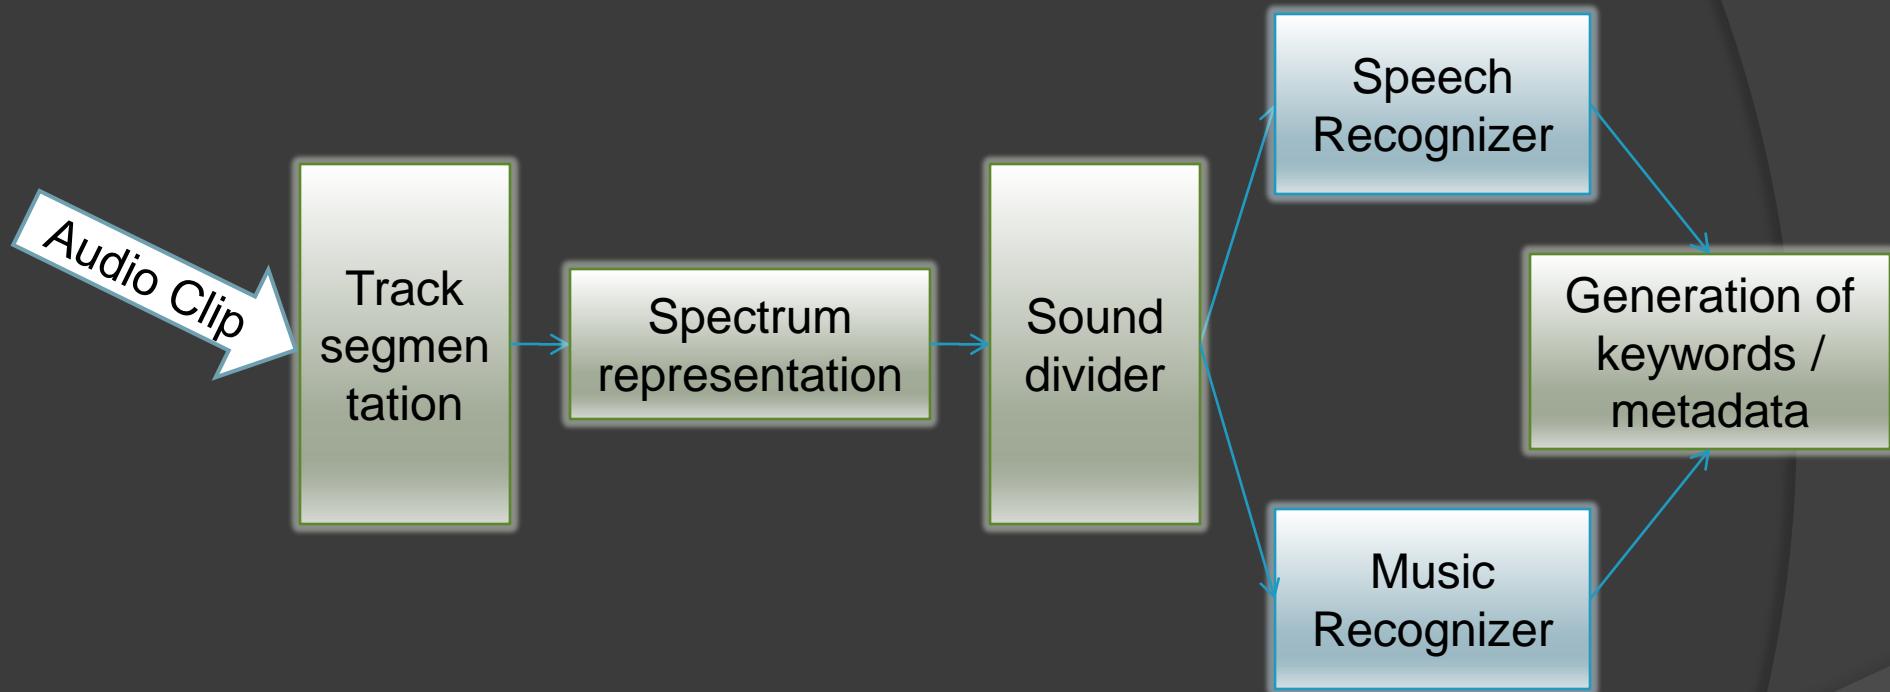 Audio Clip
Track
segmen
tation
Spectrum
representation
Sound
divider
Speech
Recognizer
Music
Recognizer
Generation of
keywords /
metadata